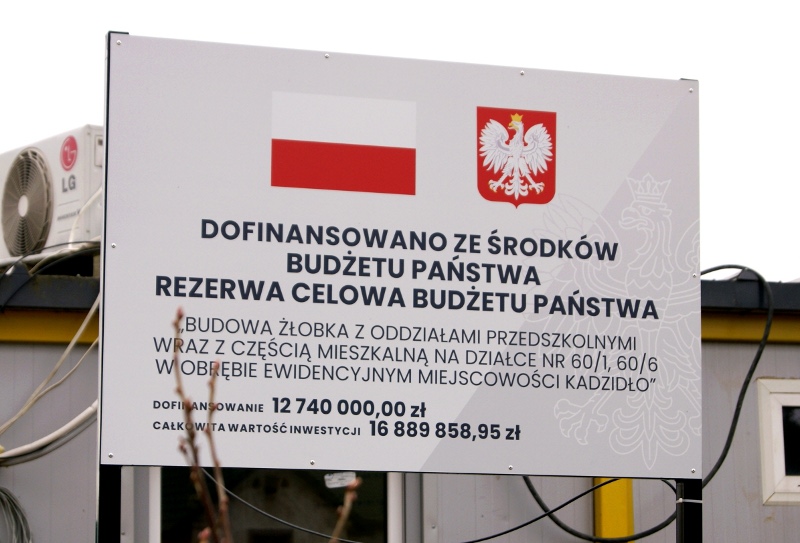 LG
DOFINANSOWANO ZE ŚRODKÓW
BUDŻETU PAŃSTWA
REZERWA CELOWA BUDŻETU PAŃSTWA
„BUDOWA ŻŁOBKA Z ODDZIAŁAMI PRZEDSZKOLNYMI
WRAZ Z CZĘŚCIĄ MIESZKALNĄ NA DZIAŁCE NR 60/1, 60/6
W OBRĘBIE EWIDENCYJNYM MIEJSCOWOŚCI KADZIDŁO”
DOFINANSOWANIE 12 740 000,00 zł
CAŁKOWITA WARTOŚĆ INWESTYCJI 16 889 858,95 zł